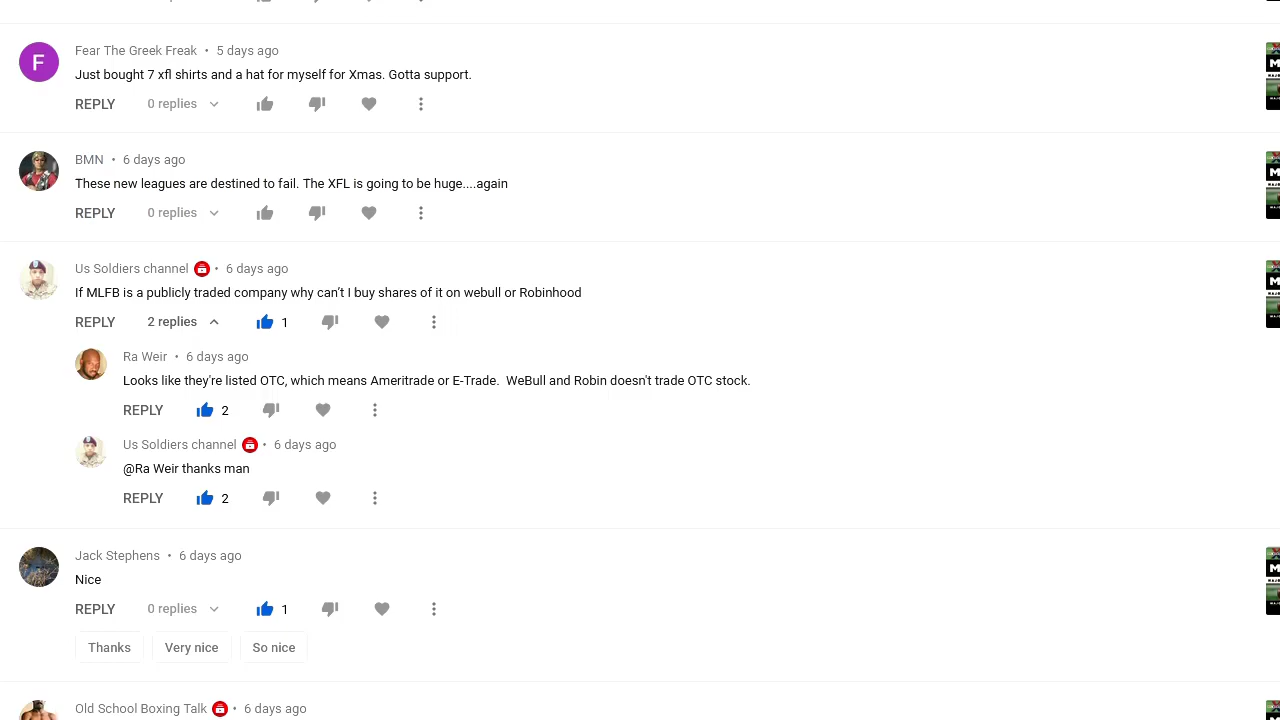 Fear The Greek Freak • 5 days ago
Just bought 7 xfl shirts and a hat for myself for Xmas. Gotta support.
REPLY 0 replies
BMN • 6 days ago
These new leagues are destined to fail. The XFL is going to be huge....again
REPLY 0 replies
Us Soldiers channel • 6 days ago
If MLFB is a publicly traded company why can't I buy shares of it on webull or Robinhood
REPLY 2 replies 1
Ra Weir • 6 days ago
Looks like they're listed OTC, which means Ameritrade or E-Trade.  WeBull and Robin doesn't trade OTC stock.
REPLY 2
Us Soldiers channel • 6 days ago
@Ra Weir thanks man
REPLY 2
Jack Stephens • 6 days ago
Nice
REPLY 0 replies 1
Thanks Very nice So nice
Old School Boxing Talk • 6 days ago